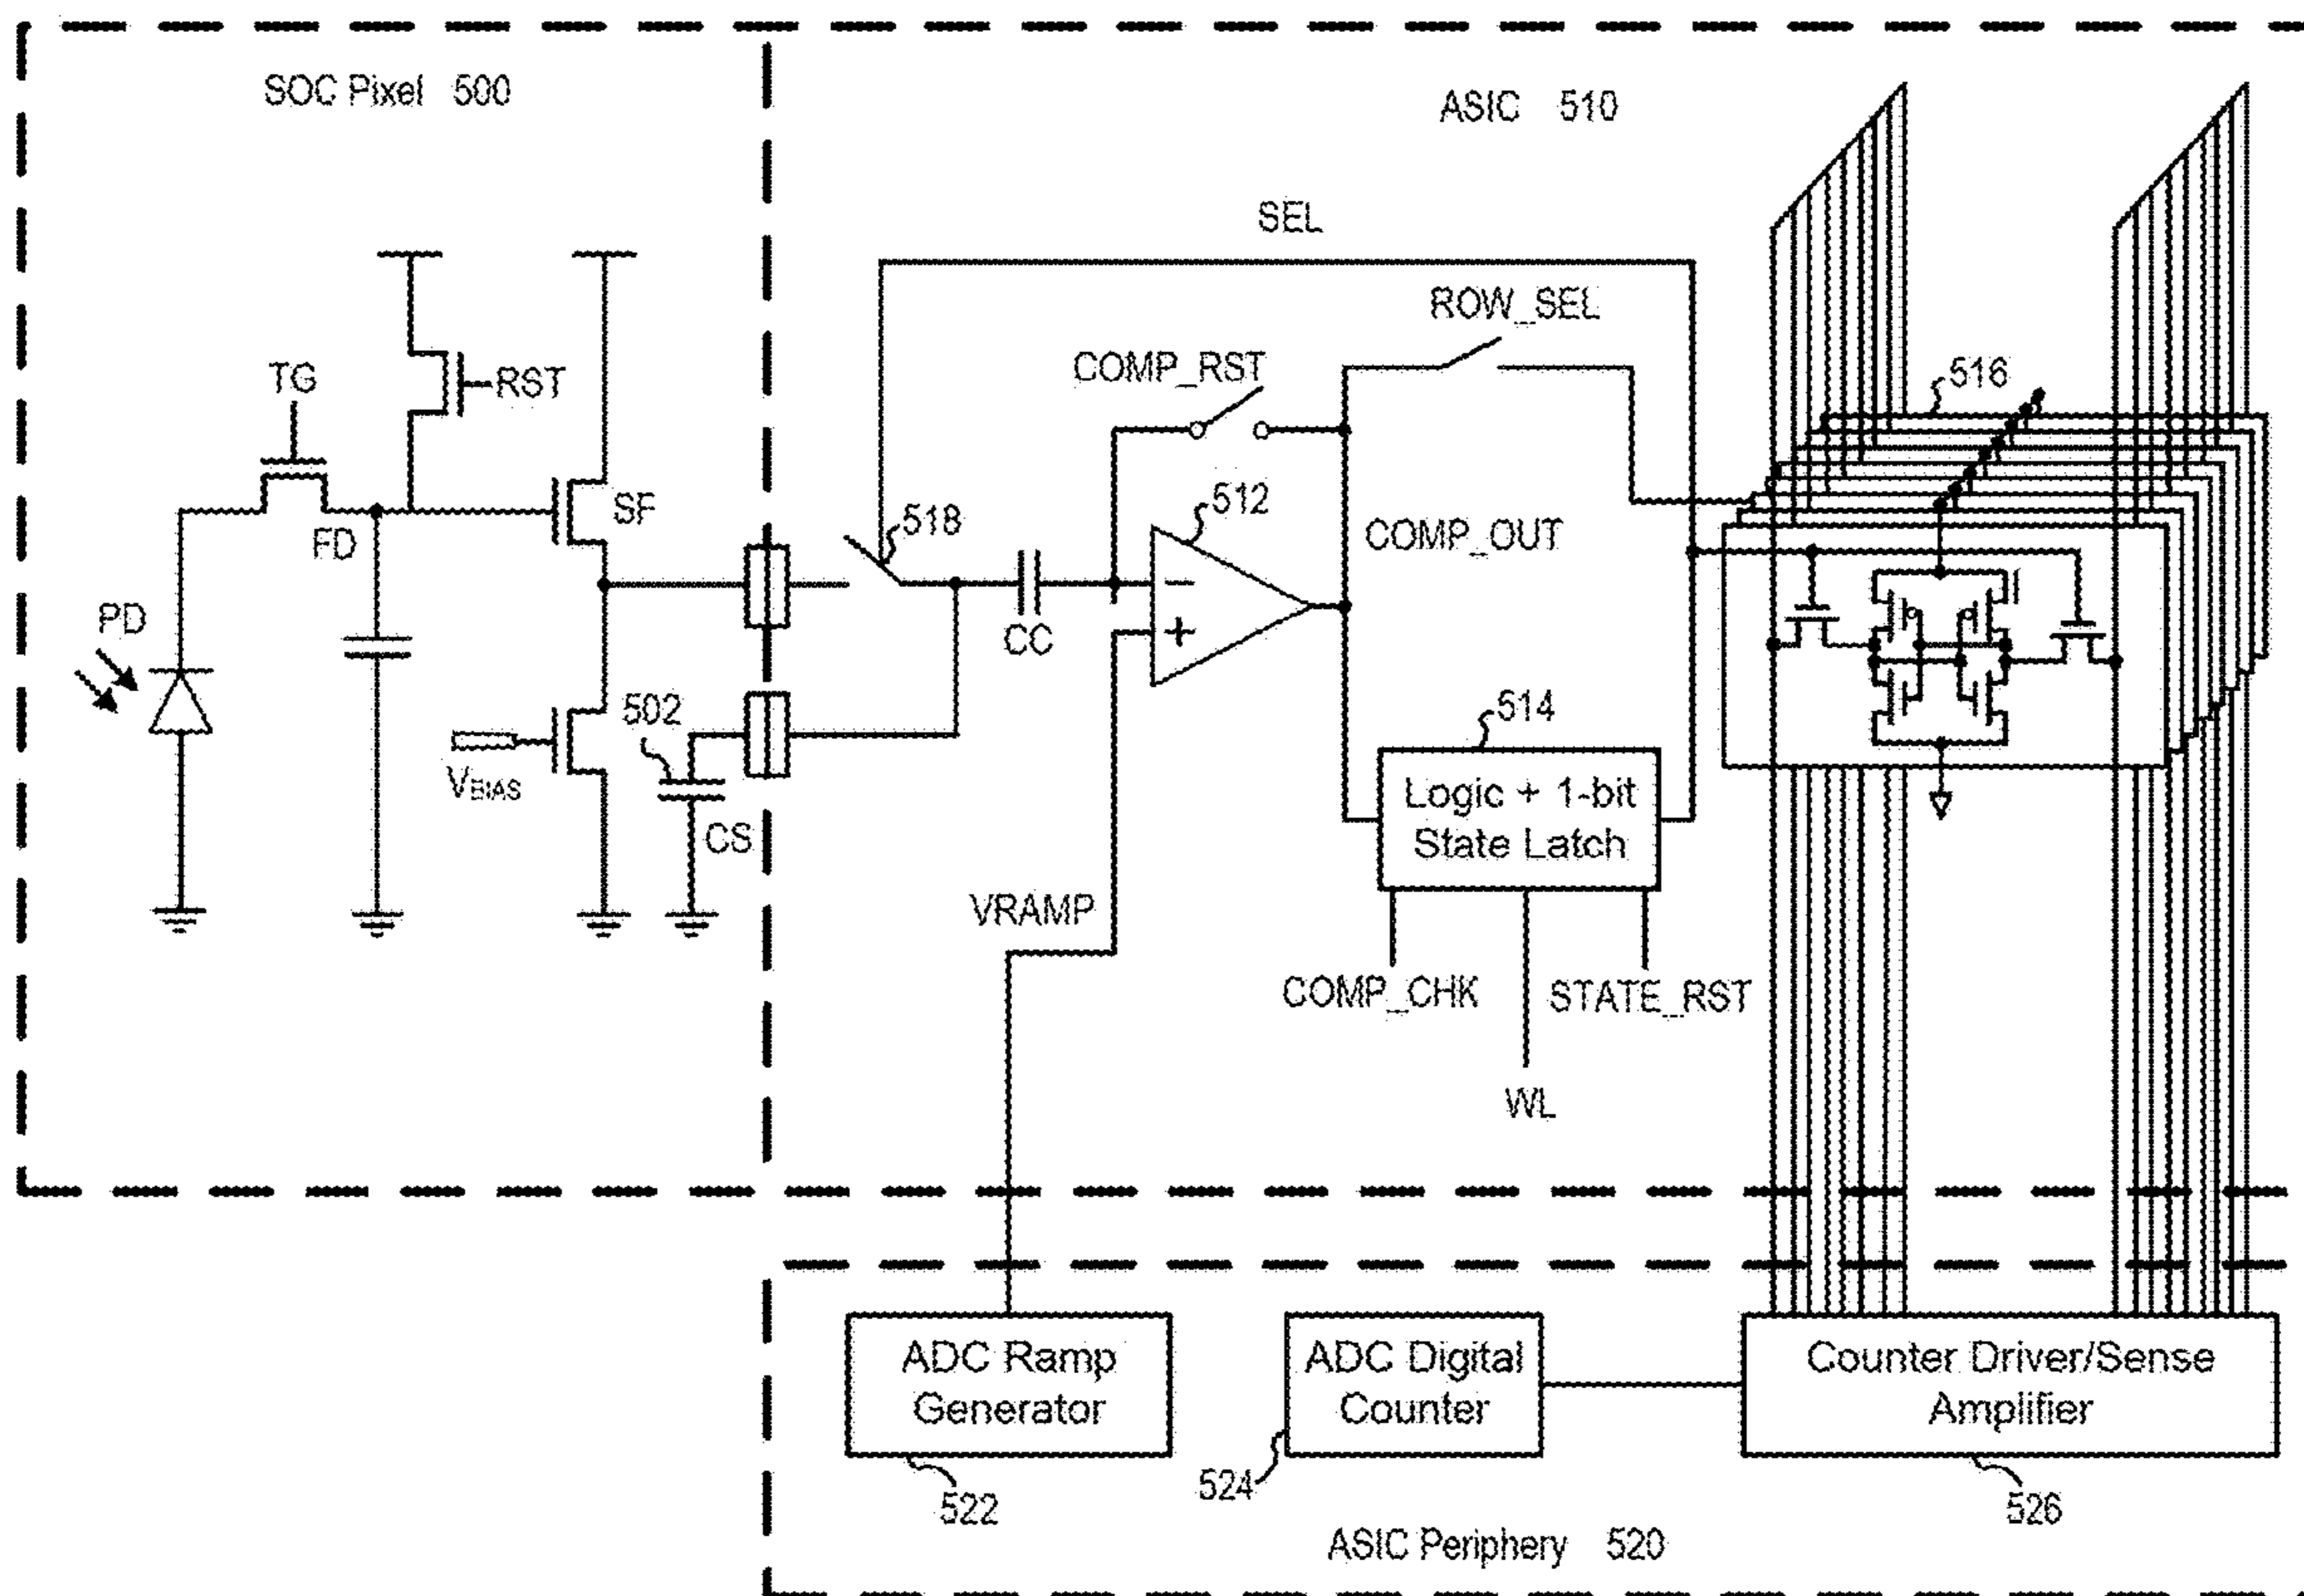 SOC Pixel 500
ASIC 510
SEL
ROW_SEL
COMP_RST
TG
RST
516
512
SF
518
FD
COMP_OUT
PD
CC
502
514
VBIAS
Logic + 1-bit
State Latch
CS
VRAMP
COMP_CHK
STATE_RST
WL
ADC Ramp
Generator
ADC Digital
Counter
Counter Driver/Sense
Amplifier
524
522
526
ASIC Periphery 520